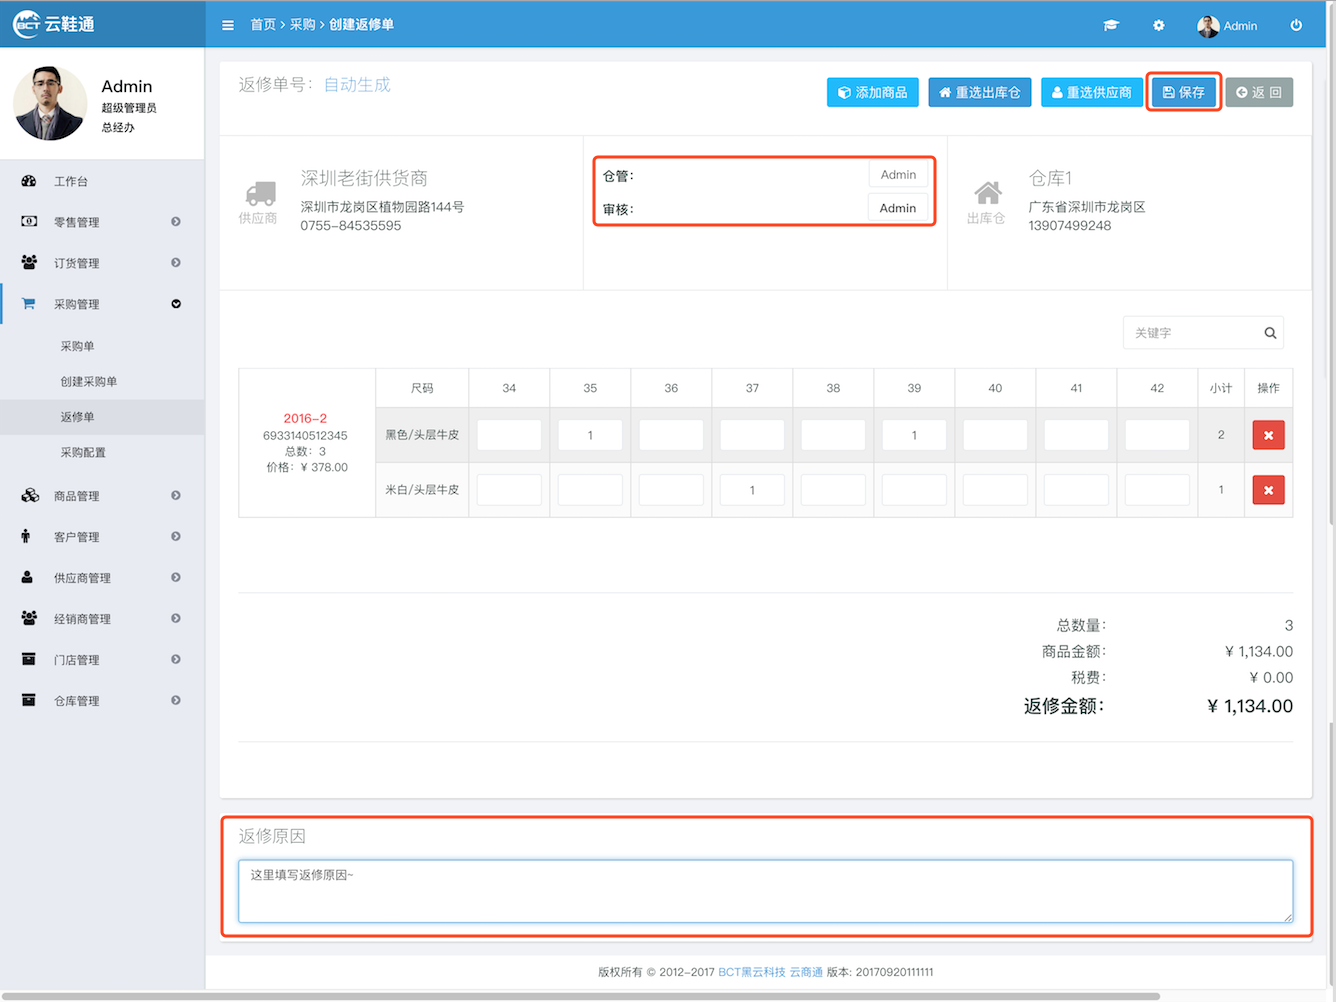 BCT 云鞋通
首页 > 采购 > 创建返修单
Admin
Admin
超级管理员
总经办
工作台
零售管理
订货管理
采购管理
采购单
创建采购单
返修单
采购配置
商品管理
客户管理
供应商管理
经销商管理
门店管理
仓库管理
返修单号: 自动生成
添加商品 重选出库仓 重选供应商 保存 返 回
供应商
深圳老街供货商
深圳市龙岗区植物园路144号
0755-84535595
仓管: Admin
审核: Admin
出库仓
仓库1
广东省深圳市龙岗区
13907499248
关键字
尺码 34 35 36 37 38 39 40 41 42 小计 操作
2016-2
6933140512345
总数: 3
价格: ¥ 378.00
黑色/头层牛皮 1 1 2
米白/头层牛皮 1 1
总数量: 3
商品金额: ¥ 1,134.00
税费: ¥ 0.00
返修金额: ¥ 1,134.00
返修原因
这里填写返修原因~
版权所有 © 2012-2017 BCT黑云科技 云商通 版本: 20170920111111